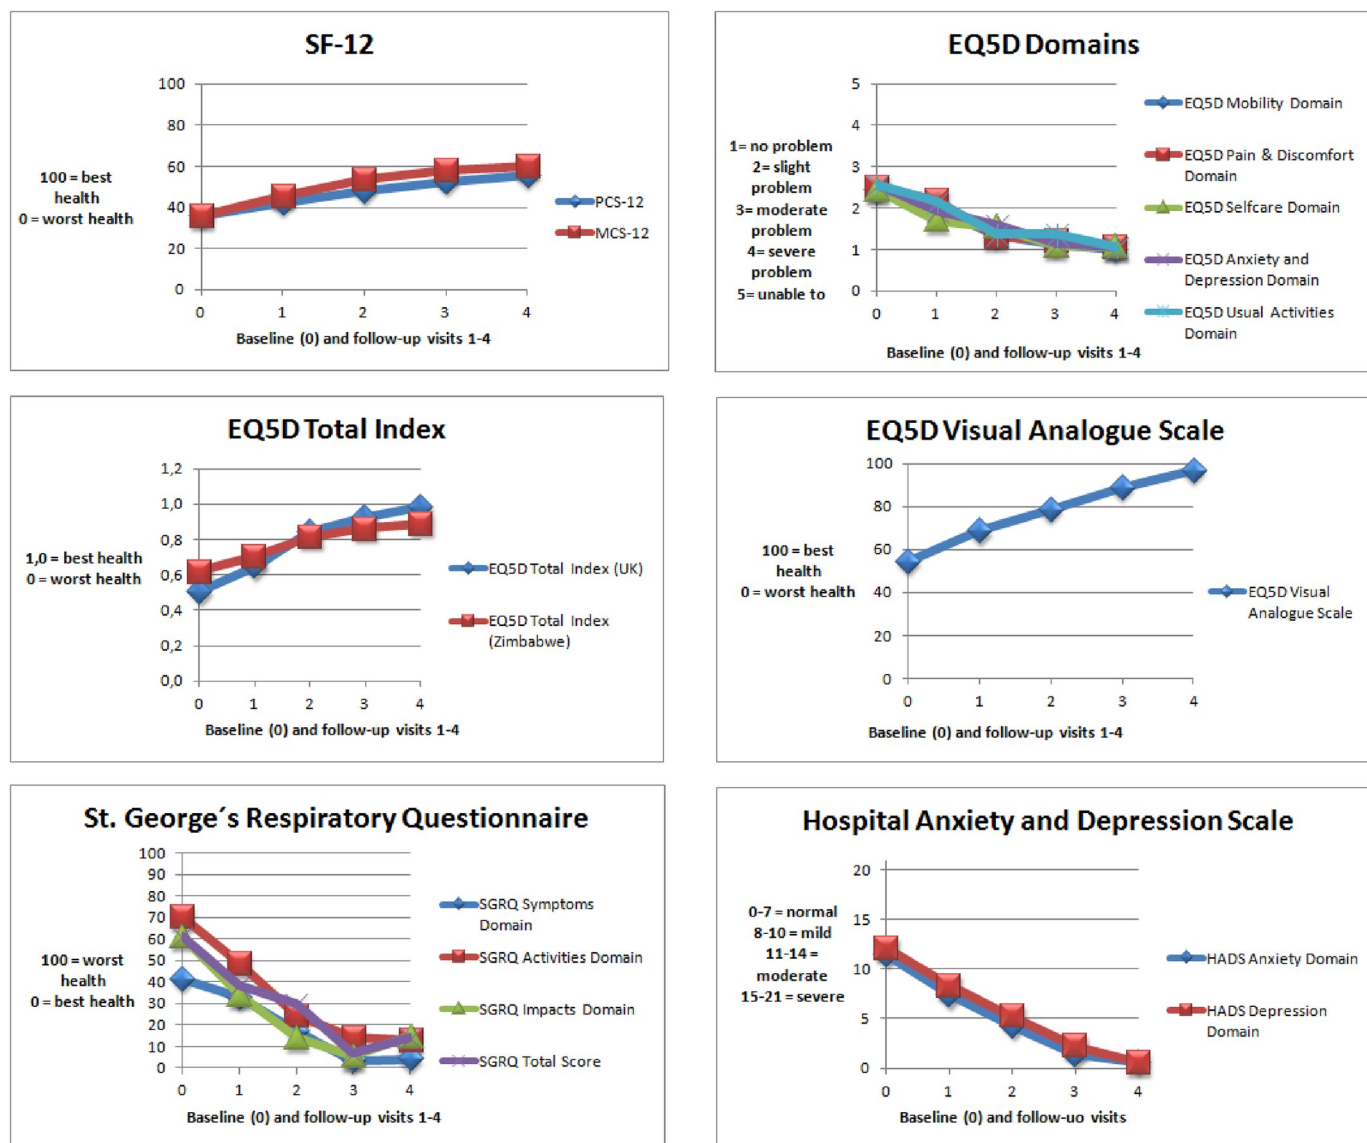 SF-12
100 = best
health
0 = worst health
100
80
60
40
20
0
0 1 2 3 4
Baseline (0) and follow-up visits 1-4
PCS-12
MCS-12
EQ5D Domains
1= no problem
2= slight
problem
3= moderate
problem
4= severe
problem
5= unable to
5
4
3
2
1
0
0 1 2 3 4
Baseline (0) and follow-up visits 1-4
EQ5D Mobility Domain
EQ5D Pain & Discomfort
Domain
EQ5D Selfcare Domain
EQ5D Anxiety and
Depression Domain
EQ5D Usual Activities
Domain
EQ5D Total Index
1,0 = best health
0 = worst health
1,2
1,0
0,8
0,6
0,4
0,2
0,0
0 1 2 3 4
Baseline (0) and follow-up visits 1-4
EQ5D Total Index (UK)
EQ5D Total Index
(Zimbabwe)
EQ5D Visual Analogue Scale
100 = best
health
0 = worst health
100
80
60
40
20
0
0 1 2 3 4
Baseline (0) and follow-up visits 1-4
EQ5D Visual
Analogue Scale
St. George´s Respiratory Questionnaire
100 = worst
health
0 = best health
100
90
80
70
60
50
40
30
20
10
0
0 1 2 3 4
Baseline (0) and follow-up visits 1-4
SGRQ Symptoms
Domain
SGRQ Activities Domain
SGRQ Impacts Domain
SGRQ Total Score
Hospital Anxiety and Depression Scale
0-7 = normal
8-10 = mild
11-14 =
moderate
15-21 = severe
20
15
10
5
0
0 1 2 3 4
Baseline (0) and follow-uo visits
HADS Anxiety Domain
HADS Depression
Domain